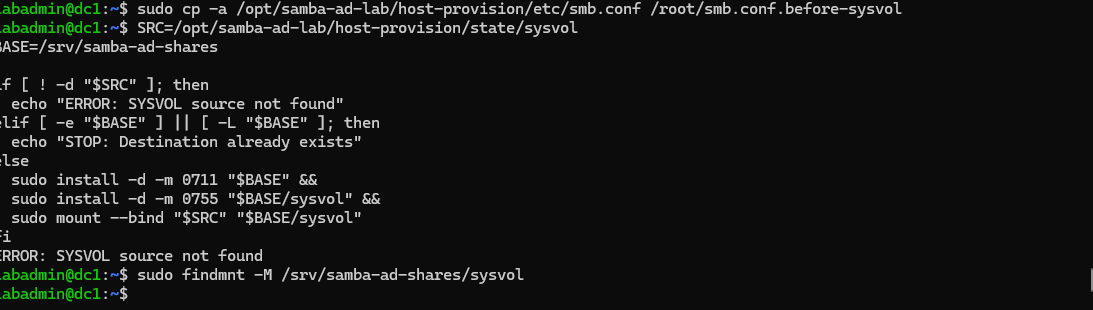 labadmin@dc1:~$ sudo cp -a /opt/samba-ad-lab/host-provision/etc/smb.conf /root/smb.conf.before-sysvol
labadmin@dc1:~$ SRC=/opt/samba-ad-lab/host-provision/state/sysvol
BASE=/srv/samba-ad-shares

if [ ! -d "$SRC" ]; then
  echo "ERROR: SYSVOL source not found"
elif [ -e "$BASE" ] || [ -L "$BASE" ]; then
  echo "STOP: Destination already exists"
else
  sudo install -d -m 0711 "$BASE" &&
  sudo install -d -m 0755 "$BASE/sysvol" &&
  sudo mount --bind "$SRC" "$BASE/sysvol"
fi
ERROR: SYSVOL source not found
labadmin@dc1:~$ sudo findmnt -M /srv/samba-ad-shares/sysvol
labadmin@dc1:~$